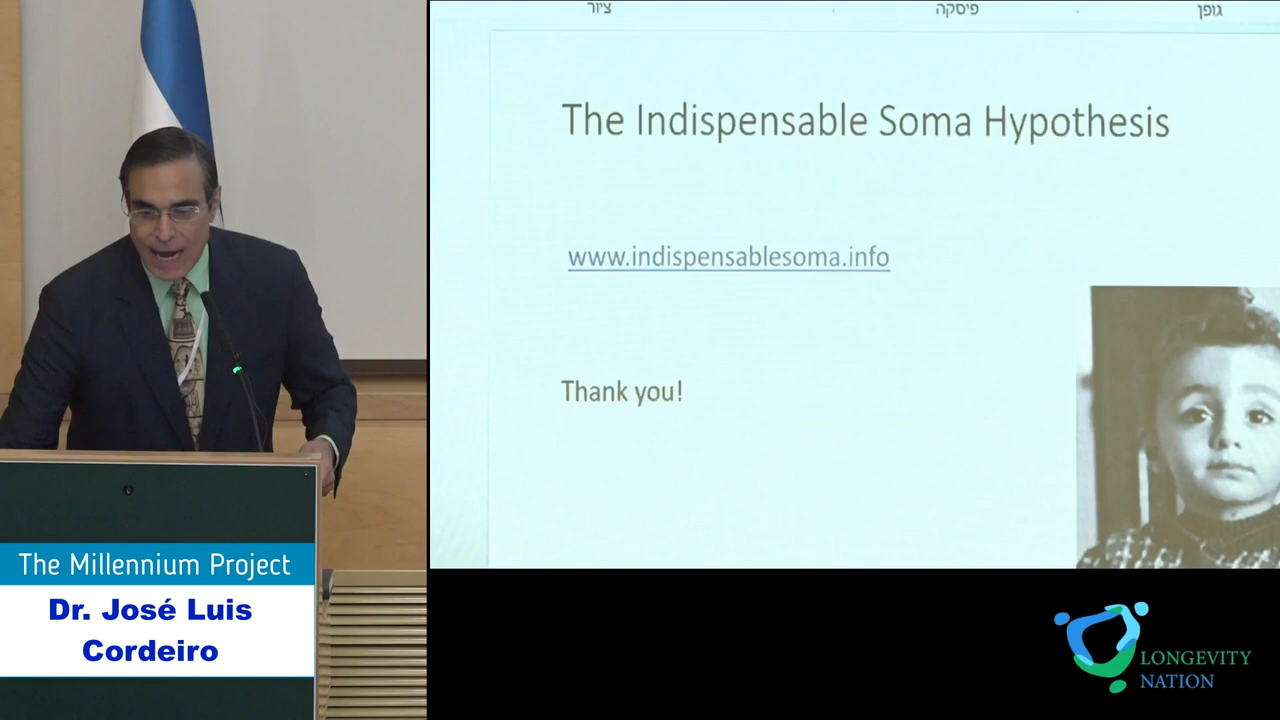 ציור
פיסקה
גופן
The Indispensable Soma Hypothesis
www.indispensablesoma.info
Thank you!
The Millennium Project
Dr. José Luis
Cordeiro
LONGEVITY
NATION